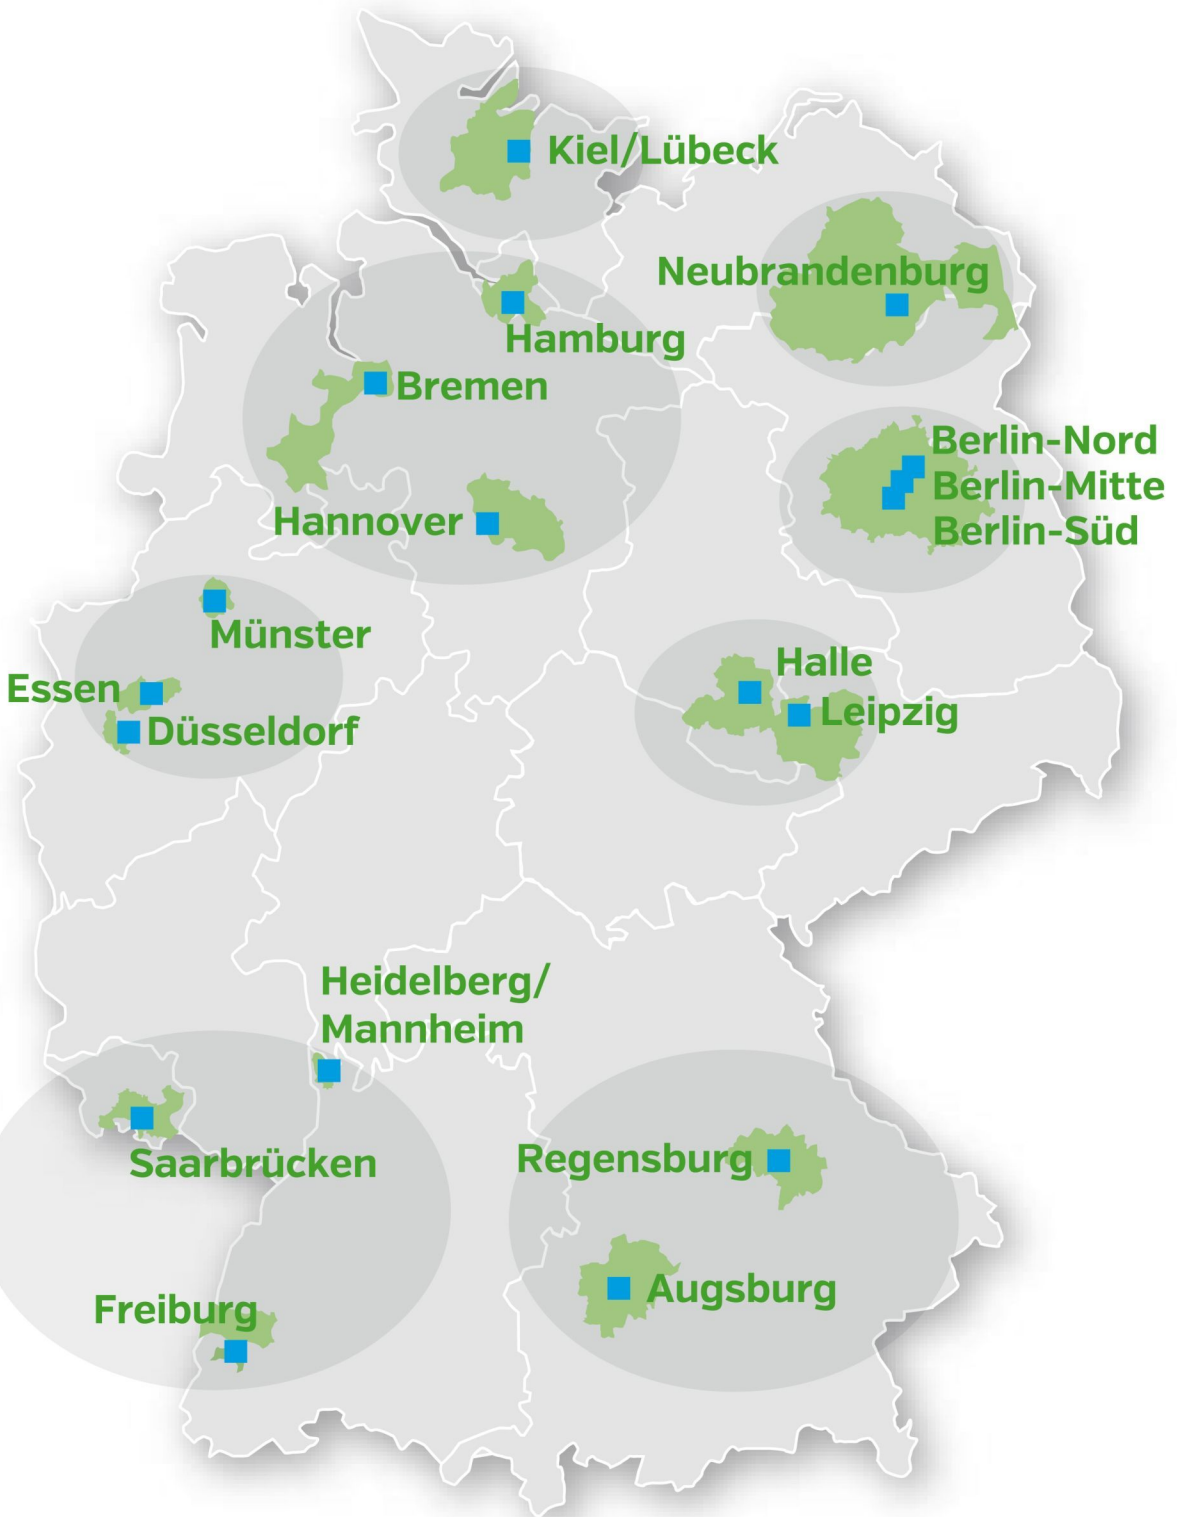 Kiel/Lübeck
Neubrandenburg
Hamburg
Bremen
Berlin-Nord
Berlin-Mitte
Berlin-Süd
Hannover
Münster
Essen
Düsseldorf
Halle
Leipzig
Heidelberg/
Mannheim
Saarbrücken
Regensburg
Augsburg
Freiburg